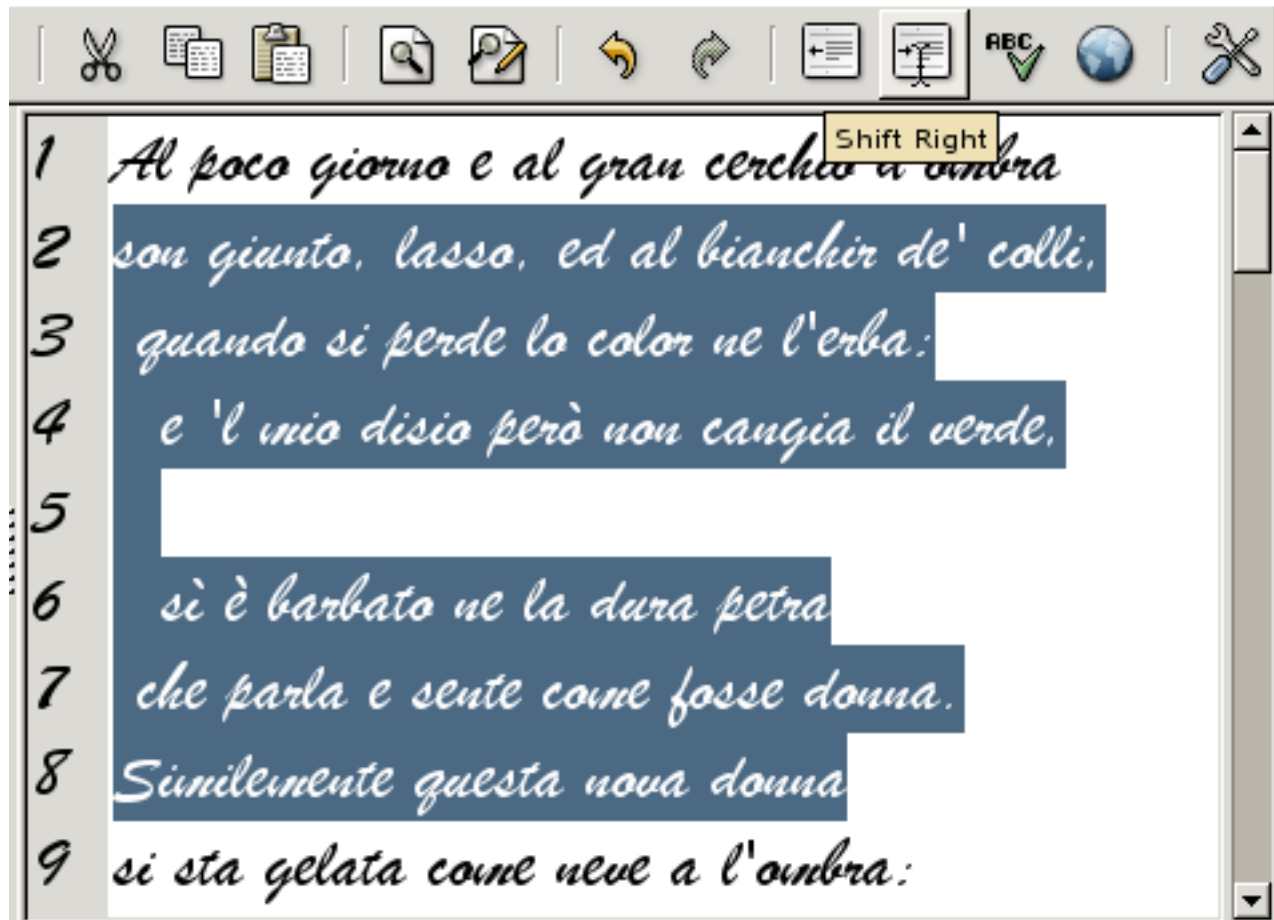 ABC
Shift Right
1 Al poco giorno e al gran cerchio d'ombra
2 son giunto, lasso, ed al bianchir de' colli,
3 quando si perde lo color ne l'erba:
4 e 'l mio disio però non cangia il verde,
5
6 sì è barbato ne la dura petra
7 che parla e sente come fosse donna.
8 Similemente questa nova donna
9 si sta gelata come neve a l'ombra: